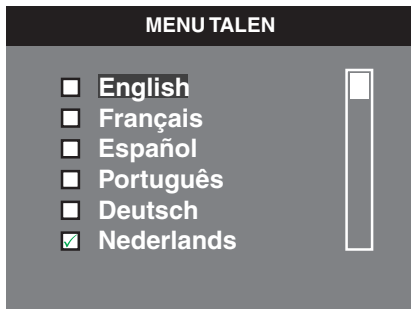 MENU TALEN
English
Français
Español
Português
Deutsch
Nederlands